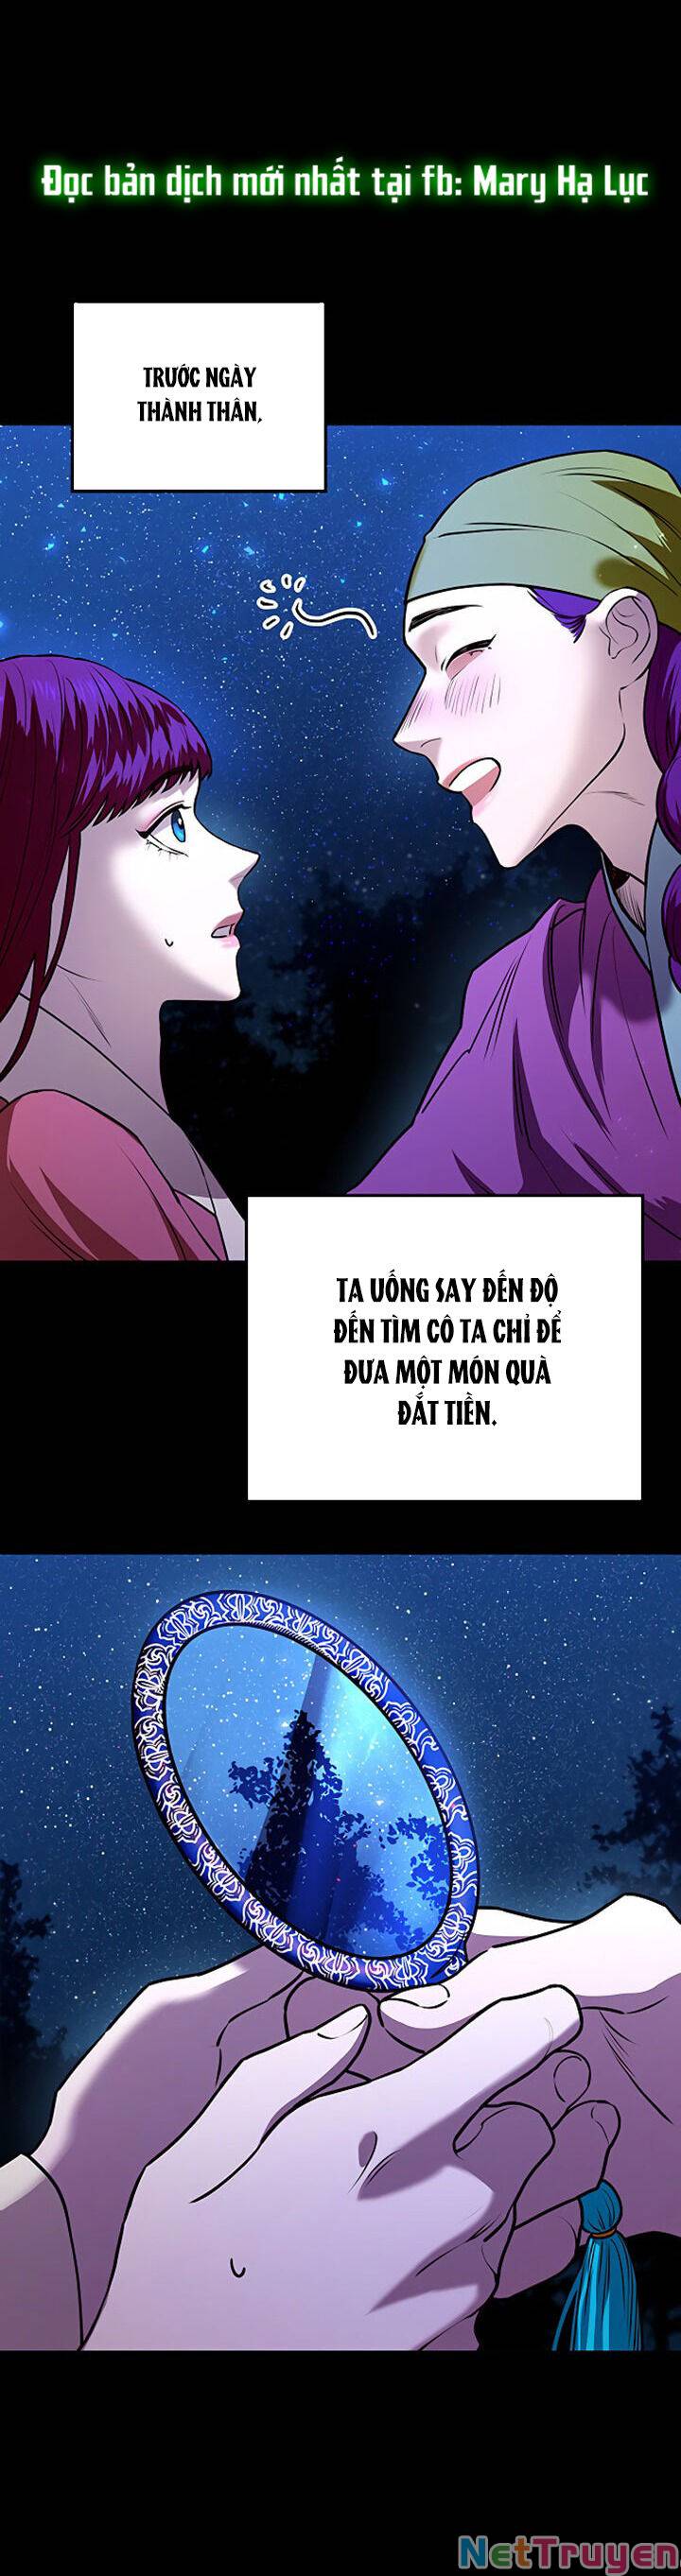 Đọc bản dịch mới nhất tại fb: Mary Hạ Lục
TRƯỚC NGÀY
THÀNH THÂN,
TA UỐNG SAY ĐẾN ĐỘ
ĐẾN TÌM CÔ TA CHỈ ĐỂ
ĐƯA MỘT MÓN QUÀ
ĐẮT TIỀN.
NetTruyen